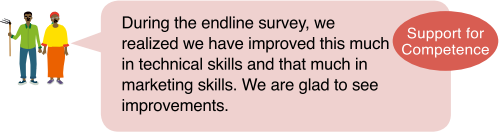 During the endline survey, we
realized we have improved this much
in technical skills and that much in
marketing skills. We are glad to see
improvements.
Support for
Competence